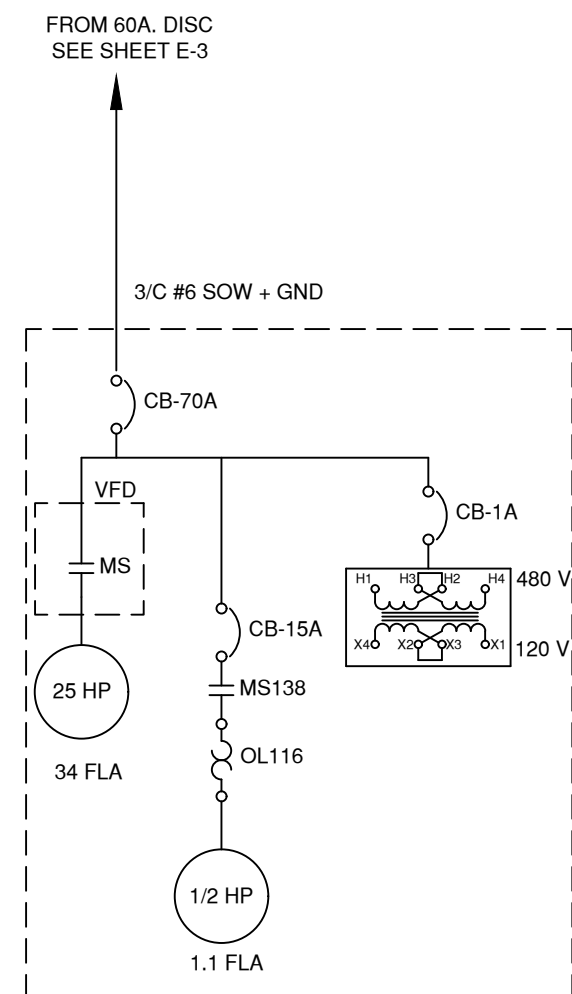 FROM 60A. DISC
SEE SHEET E-3
3/C #6 SOW + GND
CB-70A
VFD
CB-1A
MS
H1 H3 H2 H4 480 V
CB-15A
X4 X2 X3 X1 120 V
25 HP
MS138
OL116
34 FLA
1/2 HP
1.1 FLA